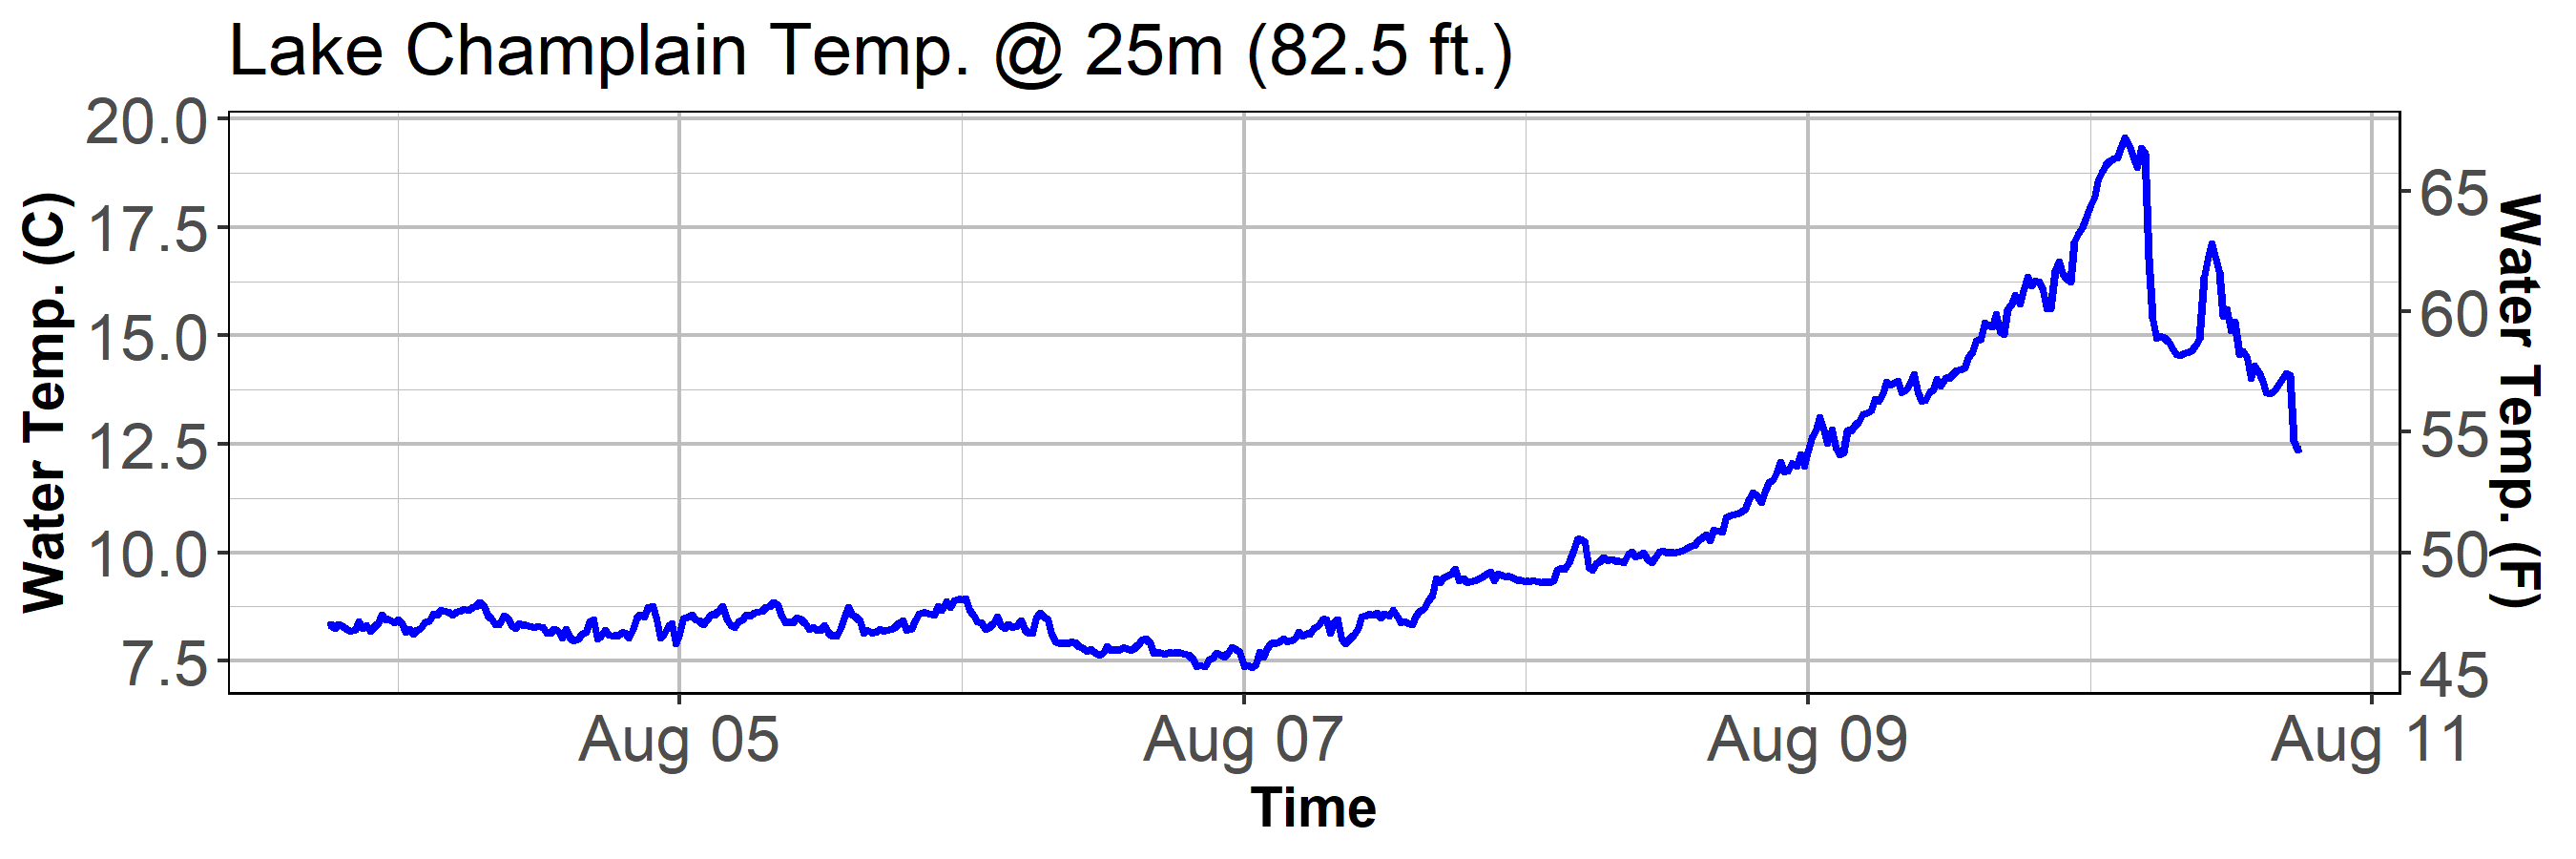 Lake Champlain Temp. @ 25m (82.5 ft.)
Water Temp. (C)
20.0
17.5
15.0
12.5
10.0
7.5
65
60
55
50
45
Water Temp. (F)
Aug 05 Aug 07 Aug 09 Aug 11
Time